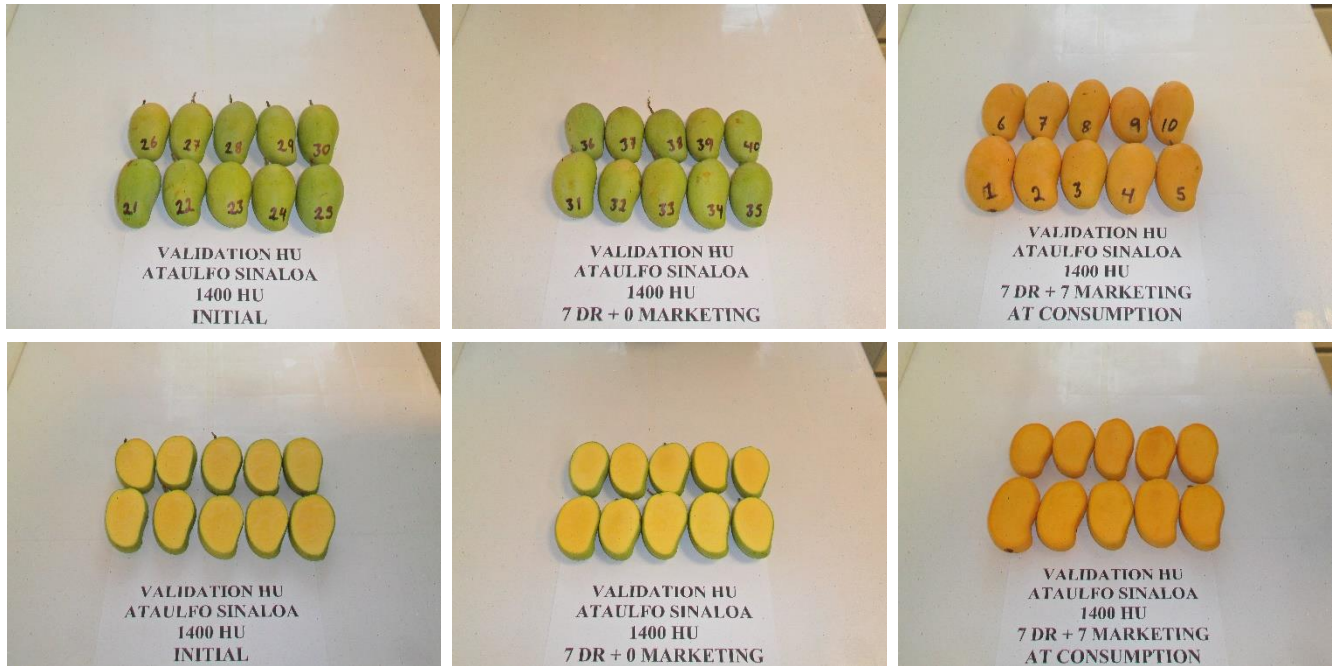 26 27 28 29 30
21 22 23 24 25
VALIDATION HU
ATAULFO SINALOA
1400 HU
INITIAL
36 37 38 39 40
31 32 33 34 35
VALIDATION HU
ATAULFO SINALOA
1400 HU
7 DR + 0 MARKETING
6 7 8 9 10
1 2 3 4 5
VALIDATION HU
ATAULFO SINALOA
1400 HU
7 DR + 7 MARKETING
AT CONSUMPTION
VALIDATION HU
ATAULFO SINALOA
1400 HU
INITIAL
VALIDATION HU
ATAULFO SINALOA
1400 HU
7 DR + 0 MARKETING
VALIDATION HU
ATAULFO SINALOA
1400 HU
7 DR + 7 MARKETING
AT CONSUMPTION